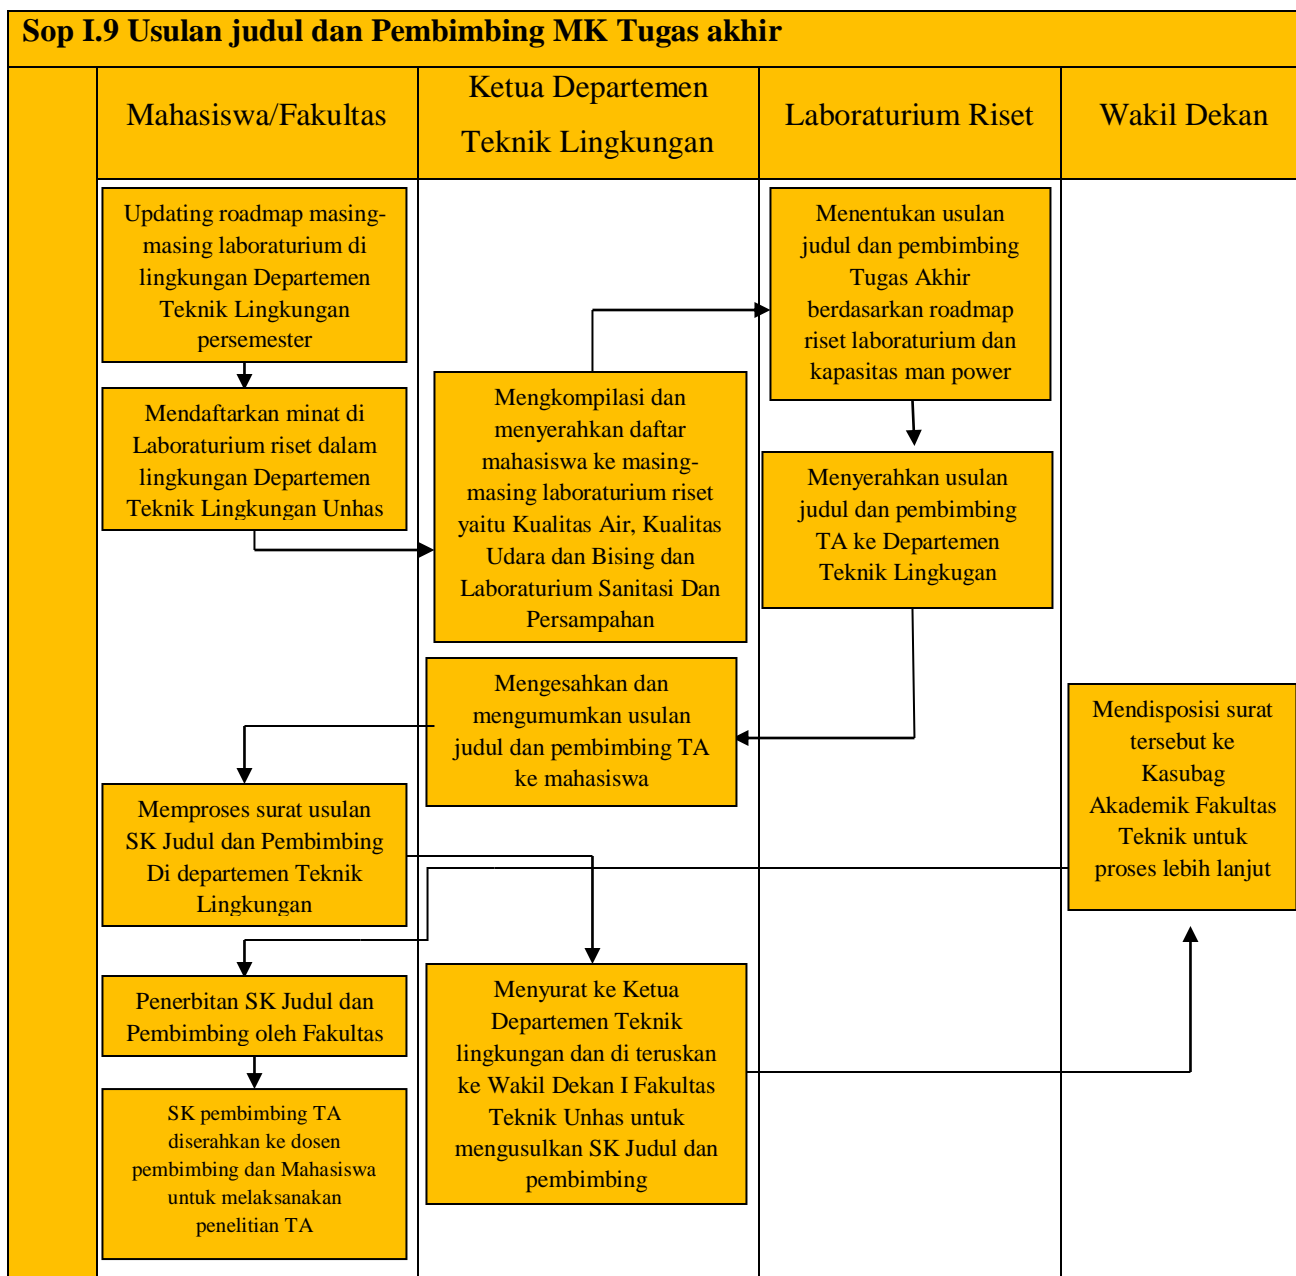 Sop I.9 Usulan judul dan Pembimbing MK Tugas akhir
Mahasiswa/Fakultas
Ketua Departemen
Teknik Lingkungan
Laboraturium Riset
Wakil Dekan
Updating roadmap masing-
masing laboraturium di
lingkungan Departemen
Teknik Lingkungan
persemester
Mendaftarkan minat di
Laboraturium riset dalam
lingkungan Departemen
Teknik Lingkungan Unhas
Mengkompilasi dan
menyerahkan daftar
mahasiswa ke masing-
masing laboraturium riset
yaitu Kualitas Air, Kualitas
Udara dan Bising dan
Laboraturium Sanitasi Dan
Persampahan
Menentukan usulan
judul dan pembimbing
Tugas Akhir
berdasarkan roadmap
riset laboraturium dan
kapasitas man power
Menyerahkan usulan
judul dan pembimbing
TA ke Departemen
Teknik Lingkugan
Mengesahkan dan
mengumumkan usulan
judul dan pembimbing TA
ke mahasiswa
Memproses surat usulan
SK Judul dan Pembimbing
Di departemen Teknik
Lingkungan
Menyurat ke Ketua
Departemen Teknik
lingkungan dan di teruskan
ke Wakil Dekan I Fakultas
Teknik Unhas untuk
mengusulkan SK Judul dan
pembimbing
Mendisposisi surat
tersebut ke
Kasubag
Akademik Fakultas
Teknik untuk
proses lebih lanjut
Penerbitan SK Judul dan
Pembimbing oleh Fakultas
SK pembimbing TA
diserahkan ke dosen
pembimbing dan Mahasiswa
untuk melaksanakan
penelitian TA